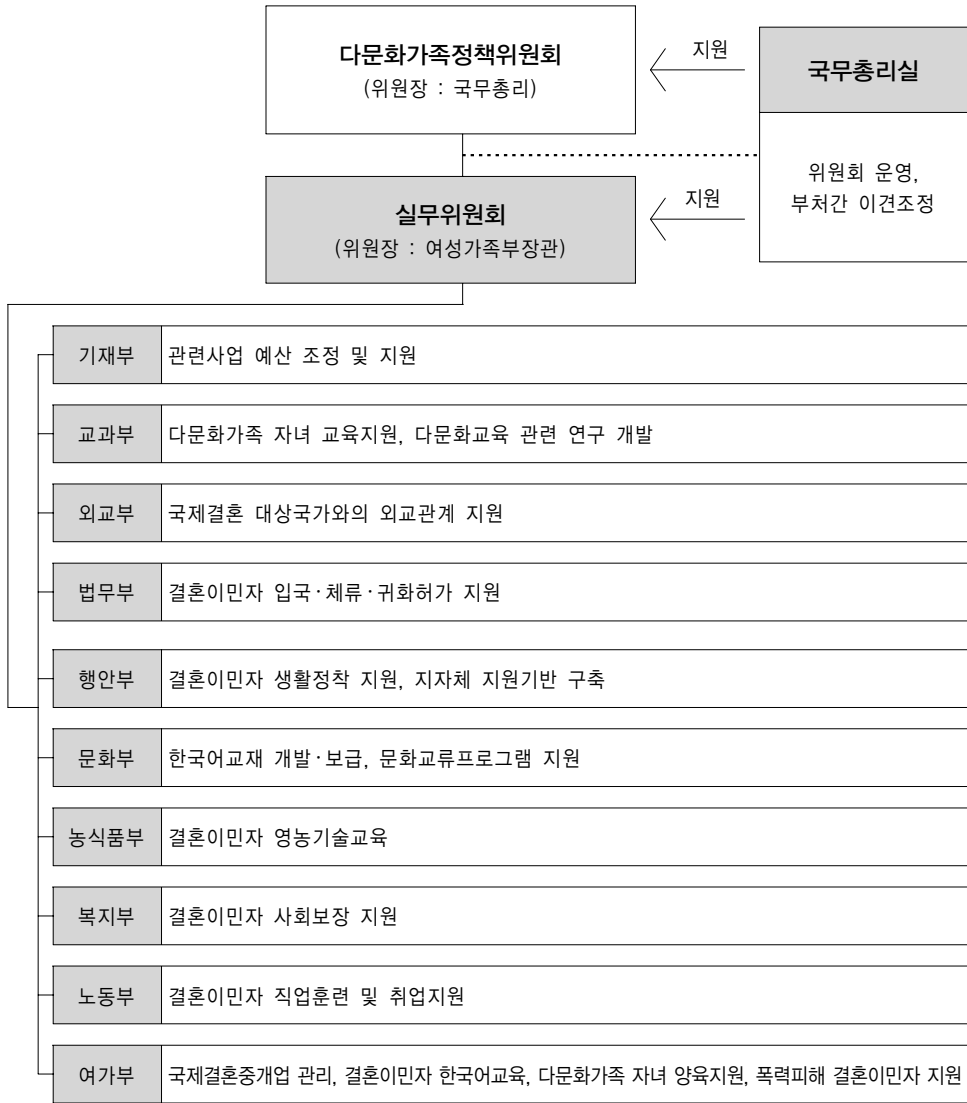 다문화가족정책위원회
(위원장 : 국무총리)
지원
국무총리실
위원회 운영,
부처간 이견조정
실무위원회
(위원장 : 여성가족부장관)
지원
기재부 관련사업 예산 조정 및 지원
교과부 다문화가족 자녀 교육지원, 다문화교육 관련 연구 개발
외교부 국제결혼 대상국가와의 외교관계 지원
법무부 결혼이민자 입국·체류·귀화허가 지원
행안부 결혼이민자 생활정착 지원, 지자체 지원기반 구축
문화부 한국어교재 개발·보급, 문화교류프로그램 지원
농식품부 결혼이민자 영농기술교육
복지부 결혼이민자 사회보장 지원
노동부 결혼이민자 직업훈련 및 취업지원
여가부 국제결혼중개업 관리, 결혼이민자 한국어교육, 다문화가족 자녀 양육지원, 폭력피해 결혼이민자 지원